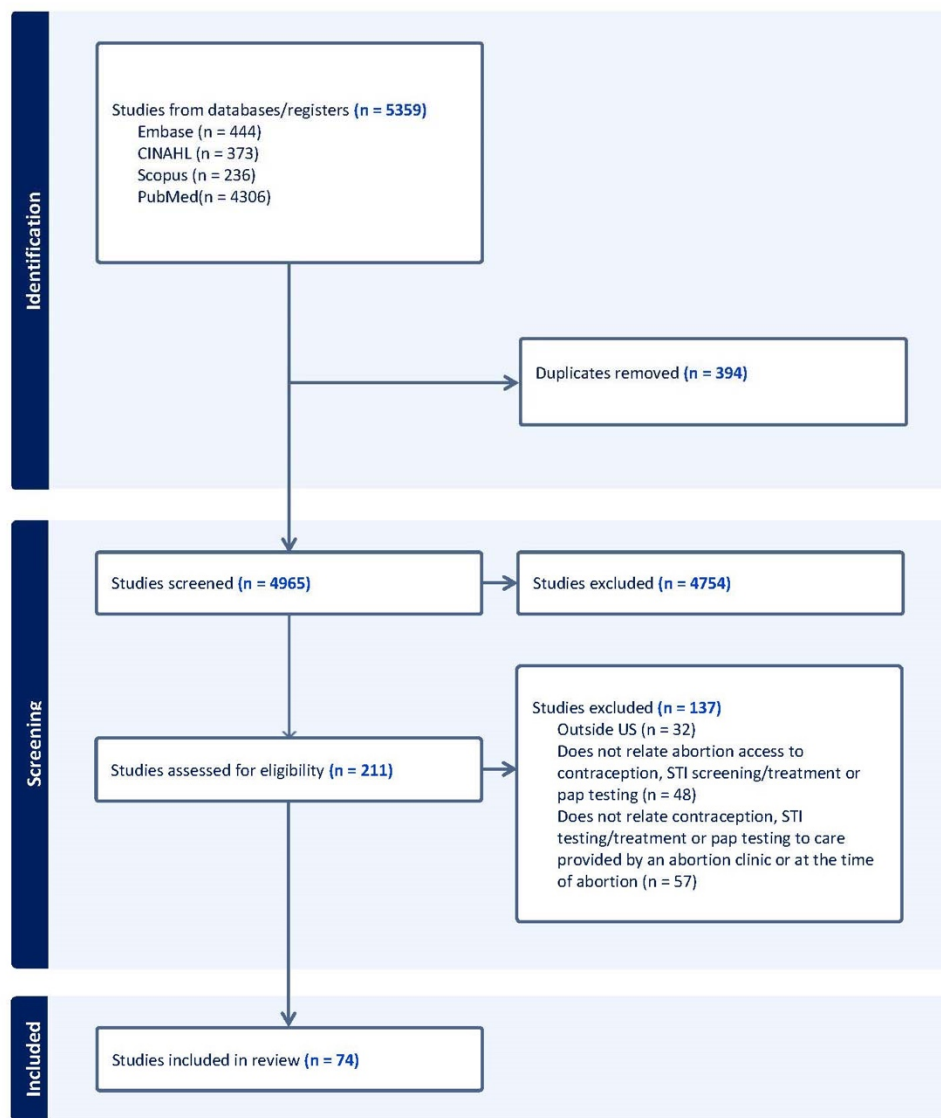 Identification
Studies from databases/registers (n = 5359)
Embase (n = 444)
CINAHL (n = 373)
Scopus (n = 236)
PubMed(n = 4306)
Duplicates removed (n = 394)
Screening
Studies screened (n = 4965)
Studies excluded (n = 4754)
Studies assessed for eligibility (n = 211)
Studies excluded (n = 137)
Outside US (n = 32)
Does not relate abortion access to
contraception, STI screening/treatment or
pap testing (n = 48)
Does not relate contraception, STI
testing/treatment or pap testing to care
provided by an abortion clinic or at the time
of abortion (n = 57)
Included
Studies included in review (n = 74)